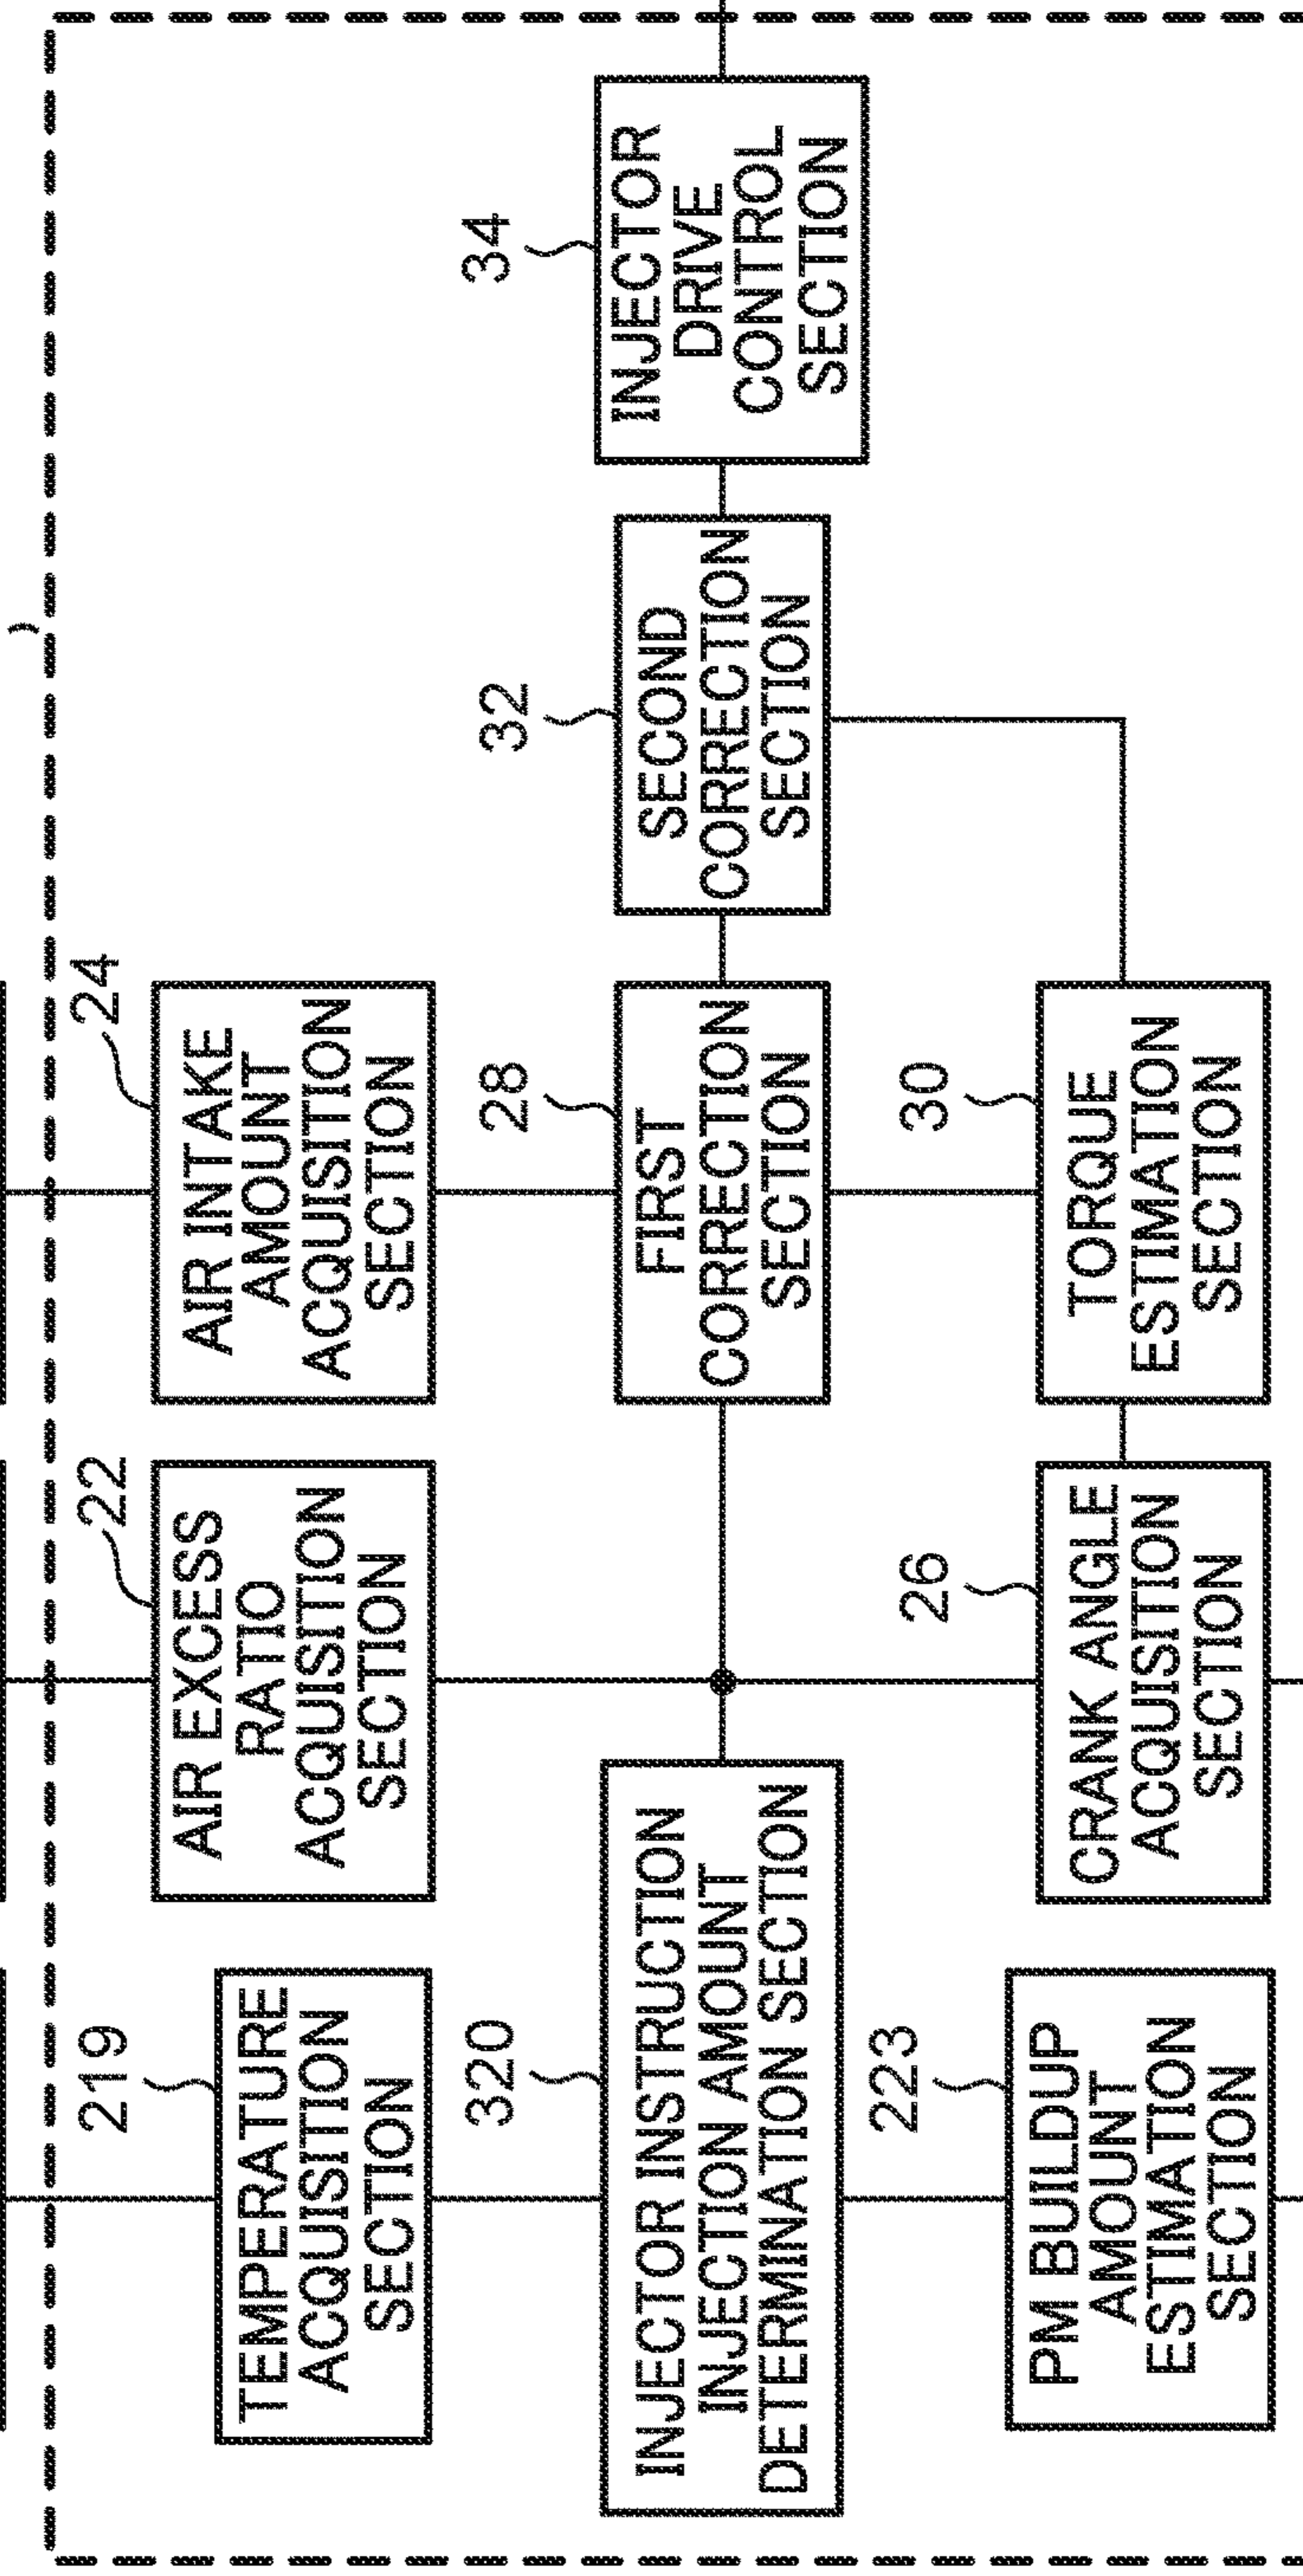 219
TEMPERATURE
ACQUISITION
SECTION
22
AIR EXCESS
RATIO
ACQUISITION
SECTION
24
AIR INTAKE
AMOUNT
ACQUISITION
SECTION
320
INJECTOR INSTRUCTION
INJECTION AMOUNT
DETERMINATION SECTION
28
FIRST
CORRECTION
SECTION
32
SECOND
CORRECTION
SECTION
34
INJECTOR
DRIVE
CONTROL
SECTION
223
PM BUILDUP
AMOUNT
ESTIMATION
SECTION
26
CRANK ANGLE
ACQUISITION
SECTION
30
TORQUE
ESTIMATION
SECTION